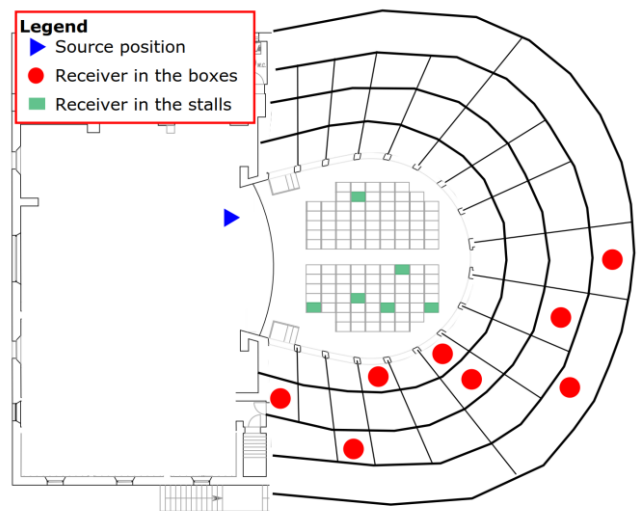 Legend
Source position
Receiver in the boxes
Receiver in the stalls